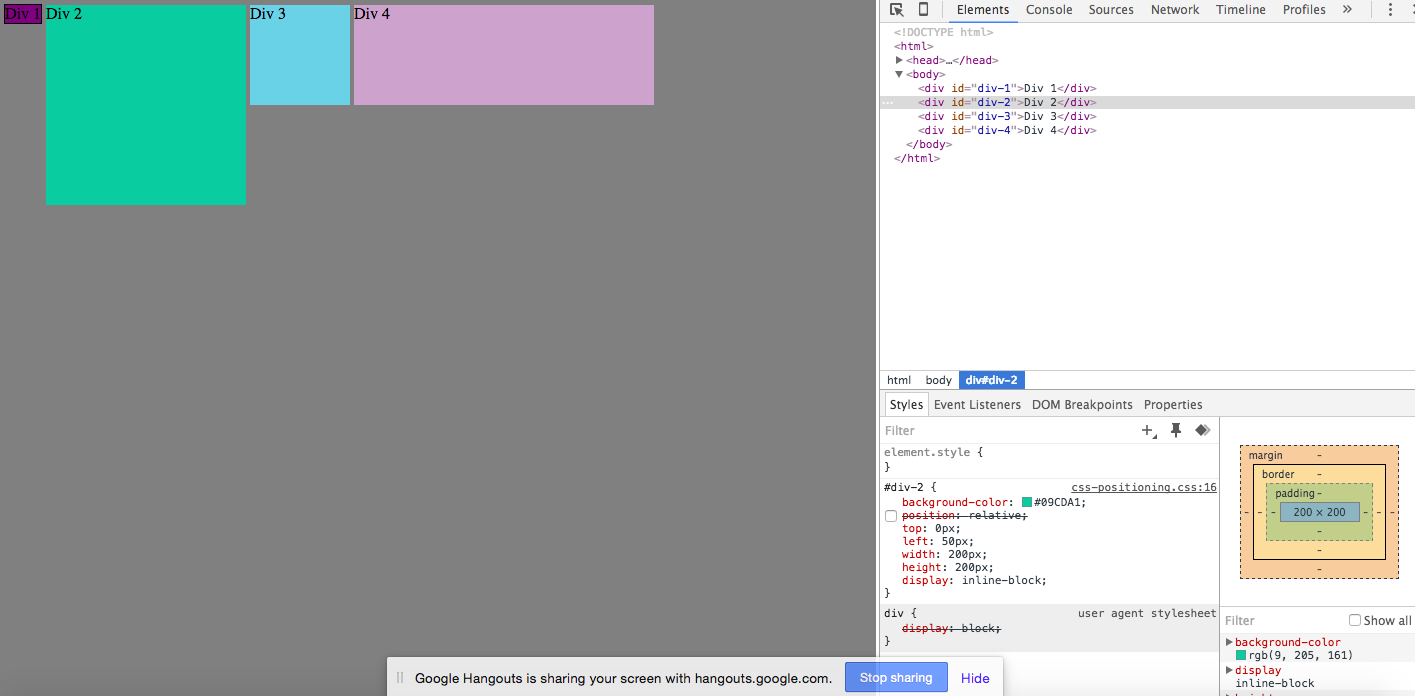 Div 1 Div 2 Div 3 Div 4
Elements Console Sources Network Timeline Profiles »
<!DOCTYPE html>
<html>
<head>…</head>
<body>
<div id="div-1">Div 1</div>
<div id="div-2">Div 2</div>
<div id="div-3">Div 3</div>
<div id="div-4">Div 4</div>
</body>
</html>
html body div#div-2
Styles Event Listeners DOM Breakpoints Properties
Filter
element.style {
}
#div-2 { css-positioning.css:16
background-color: #09CDA1;
position: relative;
top: 0px;
left: 50px;
width: 200px;
height: 200px;
display: inline-block;
}
div { user agent stylesheet
display: block;
}
margin -
border -
padding -
- - - 200 × 200 - - -
-
-
-
Filter Show all
background-color
rgb(9, 205, 161)
display
inline-block
Google Hangouts is sharing your screen with hangouts.google.com. Stop sharing Hide